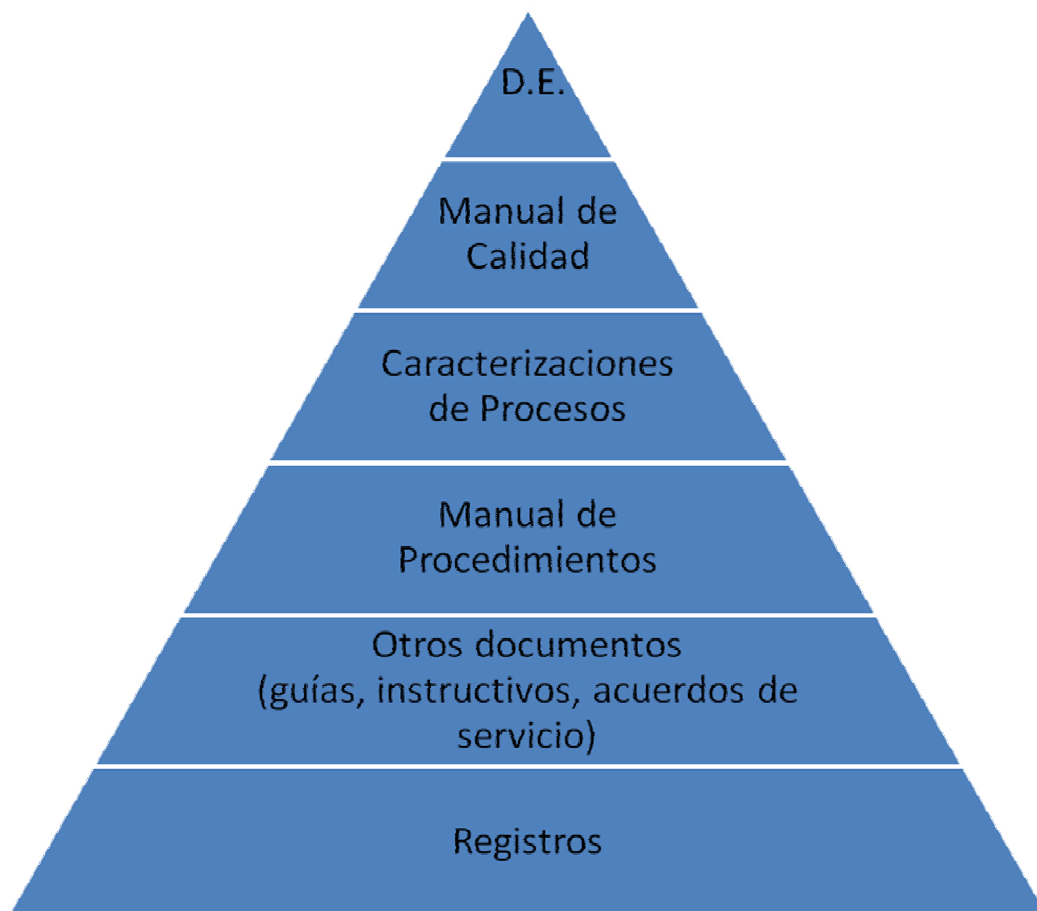 D.E.
Manual de
Calidad
Caracterizaciones
de Procesos
Manual de
Procedimientos
Otros documentos
(guías, instructivos, acuerdos de
servicio)
Registros